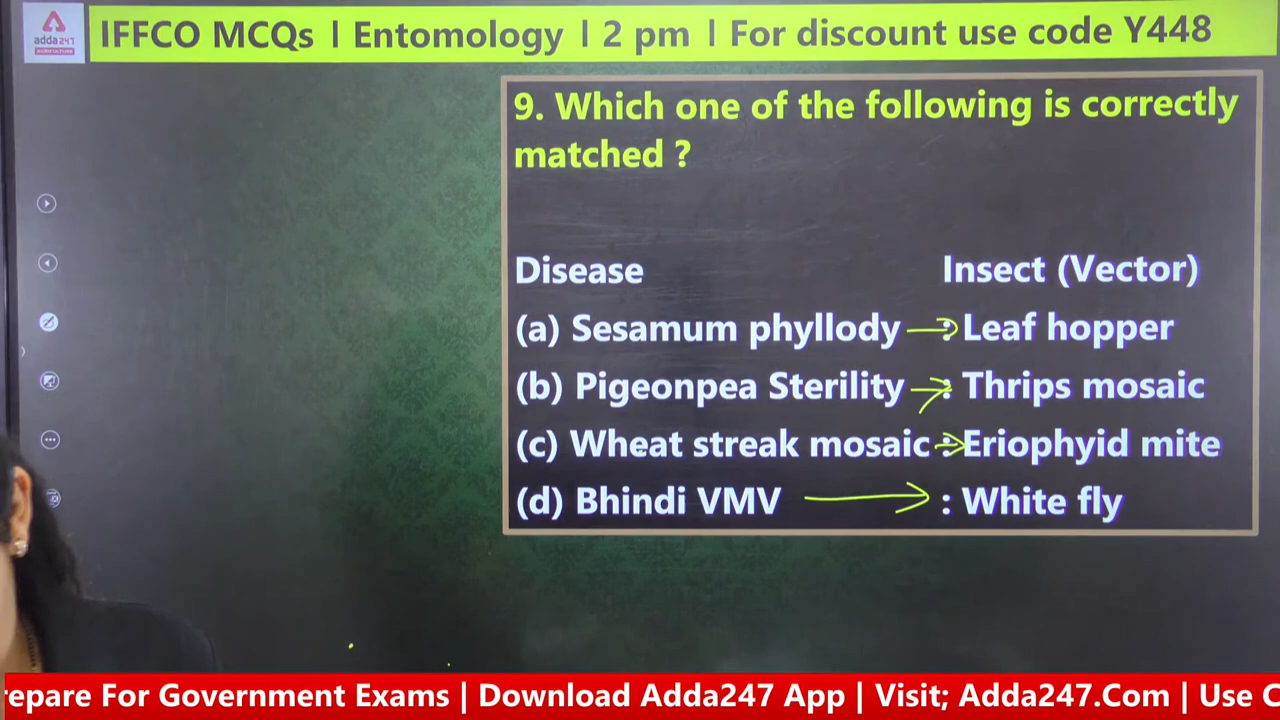 adda247
AGRICULTURE
IFFCO MCQs | Entomology | 2 pm | For discount use code Y448
9. Which one of the following is correctly
matched ?
Disease Insect (Vector)
(a) Sesamum phyllody : Leaf hopper
(b) Pigeonpea Sterility : Thrips mosaic
(c) Wheat streak mosaic : Eriophyid mite
(d) Bhindi VMV : White fly
repare For Government Exams | Download Adda247 App | Visit; Adda247.Com | Use C